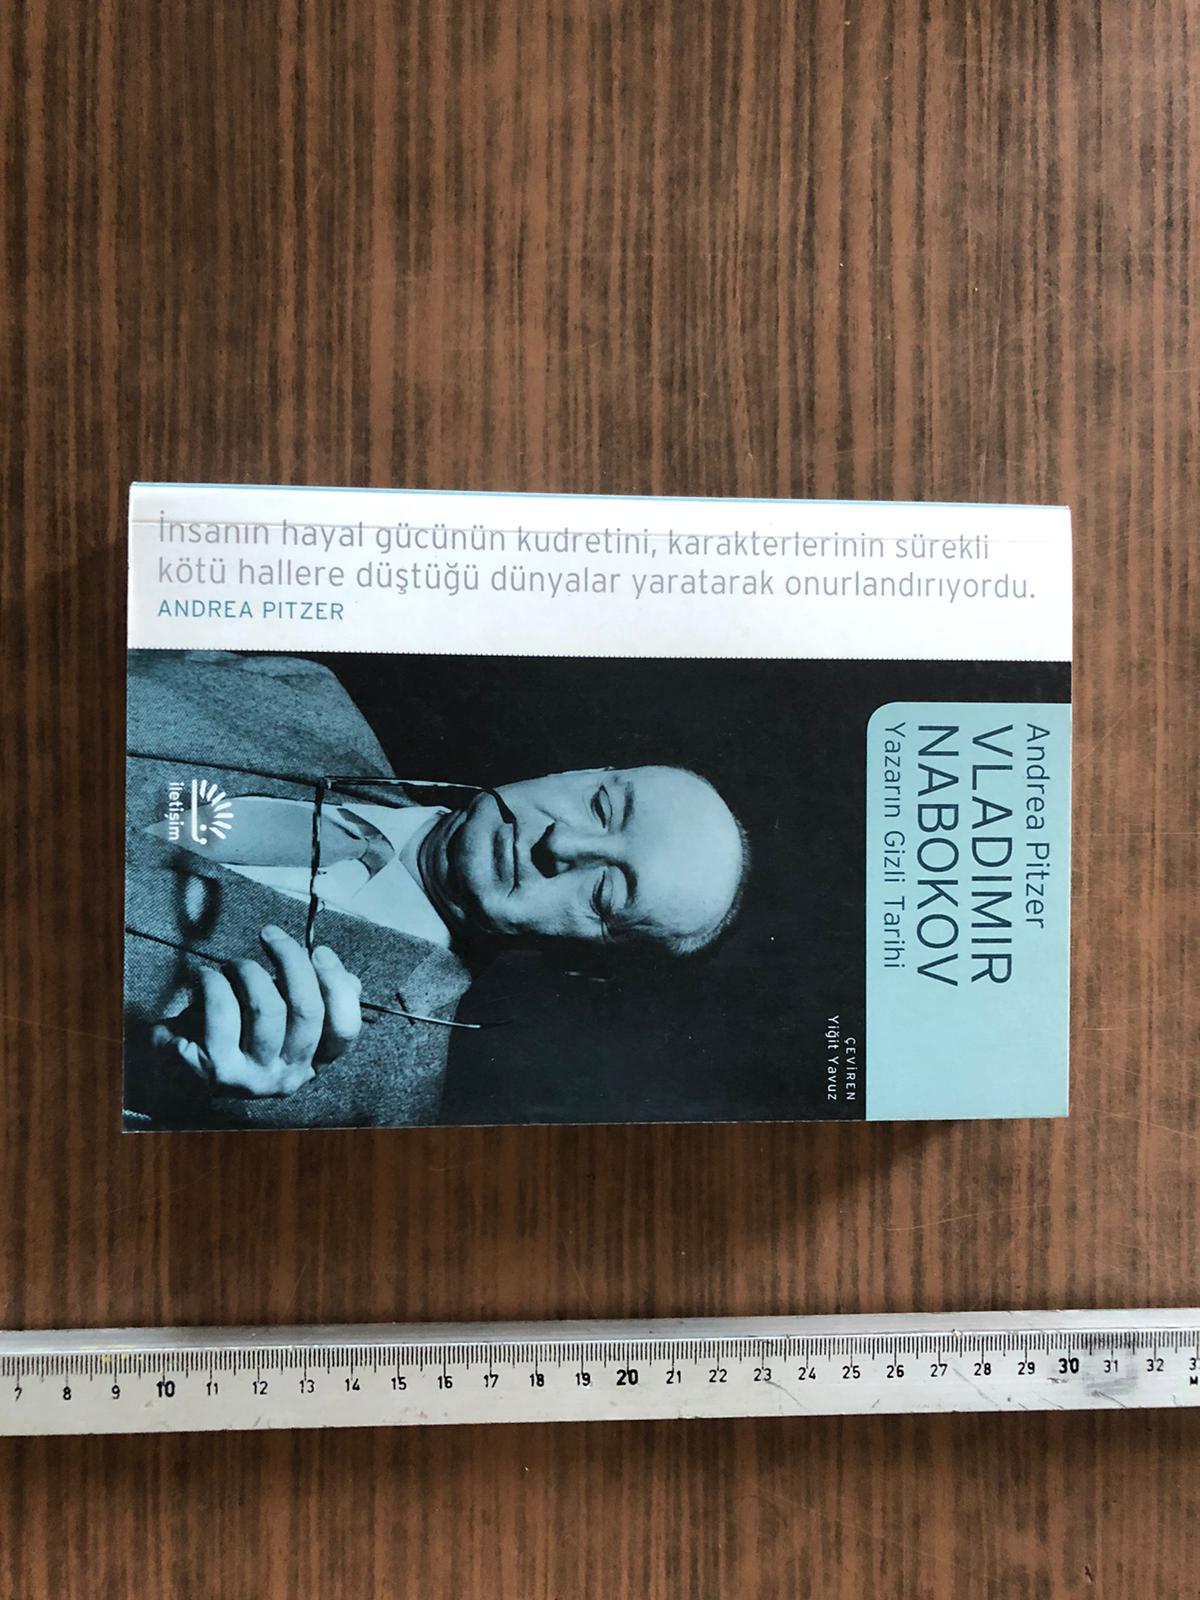 İnsanın hayal gücünün kudretini, karakterlerinin sürekli
kötü hallere düştüğü dünyalar yaratarak onurlandırıyordu.
ANDREA PITZER
Andrea Pitzer
VLADIMIR
NABOKOV
Yazarın Gizli Tarihi
ÇEVİREN
Yiğit Yavuz
iletişim
7 8 9 10 11 12 13 14 15 16 17 18 19 20 21 22 23 24 25 26 27 28 29 30 31 32